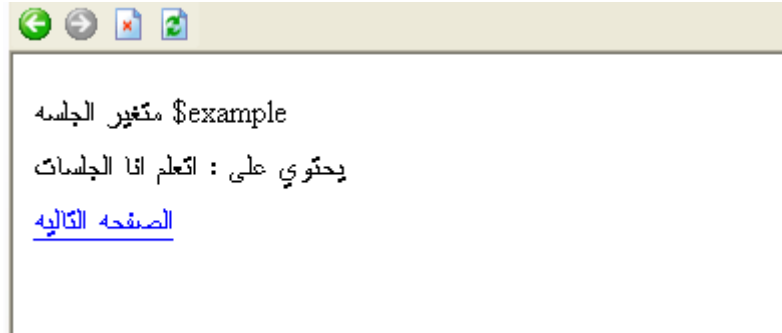 متغير الجلسه $example
يحتوي على : اتعلم انا الجلسات
الصفحه التاليه